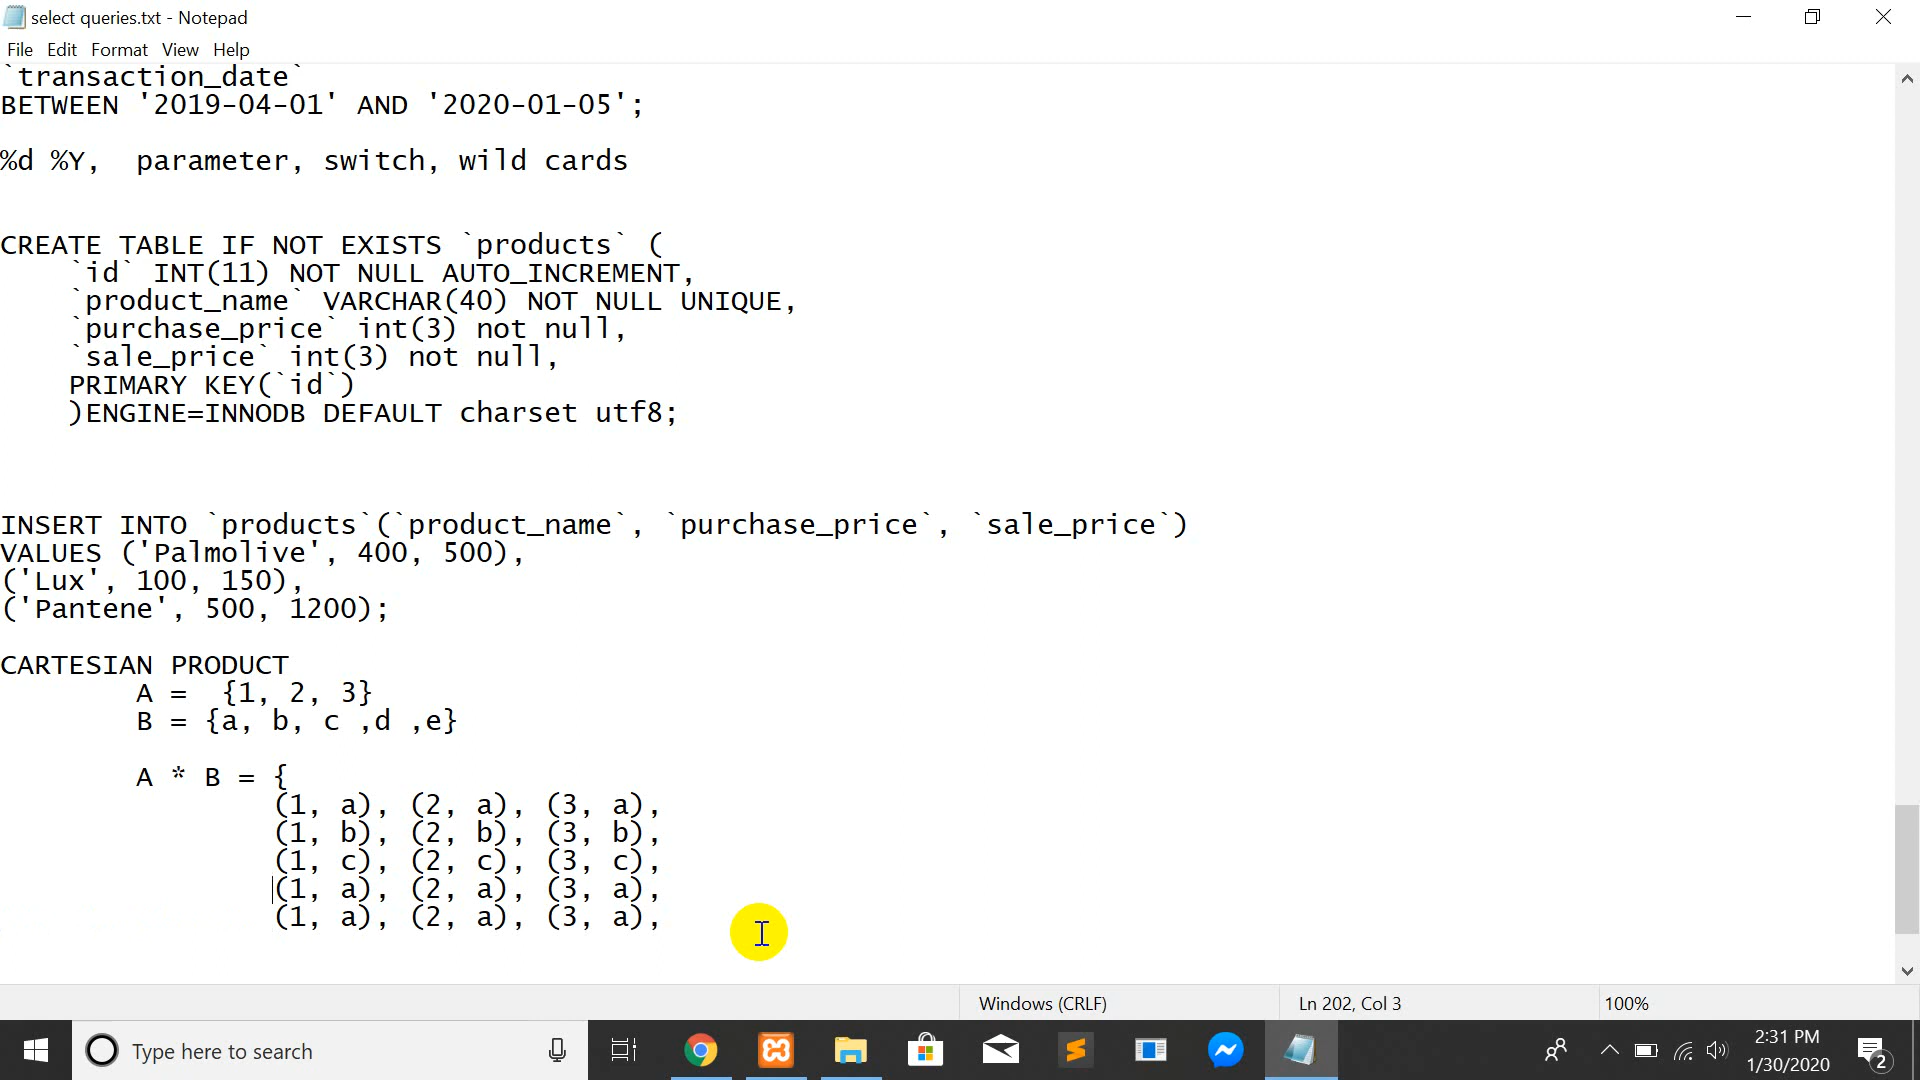 select queries.txt - Notepad
File Edit Format View Help
`transaction_date`
BETWEEN '2019-04-01' AND '2020-01-05';
%d %Y,  parameter, switch, wild cards
CREATE TABLE IF NOT EXISTS `products` (
    `id` INT(11) NOT NULL AUTO_INCREMENT,
    `product_name` VARCHAR(40) NOT NULL UNIQUE,
    `purchase_price` int(3) not null,
    `sale_price` int(3) not null,
    PRIMARY KEY(`id`)
    )ENGINE=INNODB DEFAULT charset utf8;
INSERT INTO `products`(`product_name`, `purchase_price`, `sale_price`)
VALUES ('Palmolive', 400, 500),
('Lux', 100, 150),
('Pantene', 500, 1200);
CARTESIAN PRODUCT
        A =  {1, 2, 3}
        B = {a, b, c ,d ,e}
        A * B = {
                (1, a), (2, a), (3, a),
                (1, b), (2, b), (3, b),
                (1, c), (2, c), (3, c),
                (1, a), (2, a), (3, a),
                (1, a), (2, a), (3, a),
Windows (CRLF) Ln 202, Col 3 100%
Type here to search
2:31 PM
1/30/2020
2